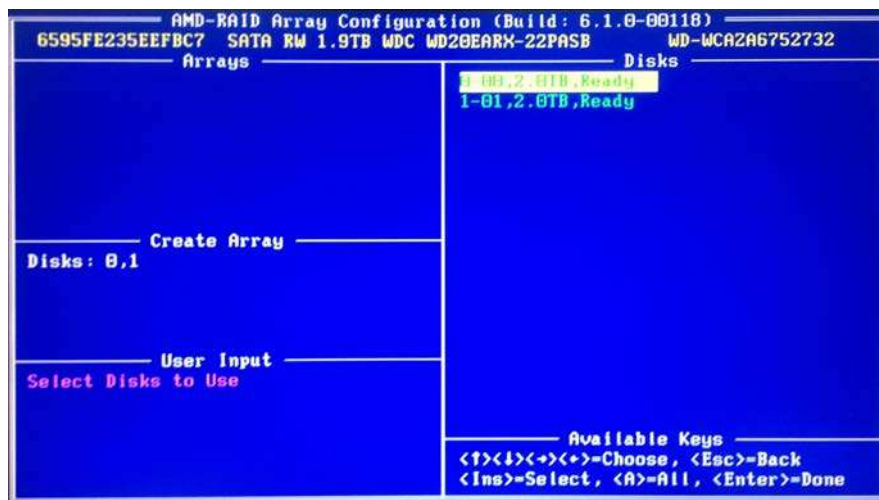 AMD-RAID Array Configuration (Build: 6.1.0-00118)
6595FE235EEFBC7 SATA RW 1.9TB WDC WD20EARX-22PASB WD-WCAZA6752732
Arrays
Disks
0-00,2.0TB,Ready
1-01,2.0TB,Ready
Create Array
Disks: 0,1
User Input
Select Disks to Use
Available Keys
<↑><↓><→><←>=Choose, <Esc>=Back
<Ins>=Select, <A>=All, <Enter>=Done